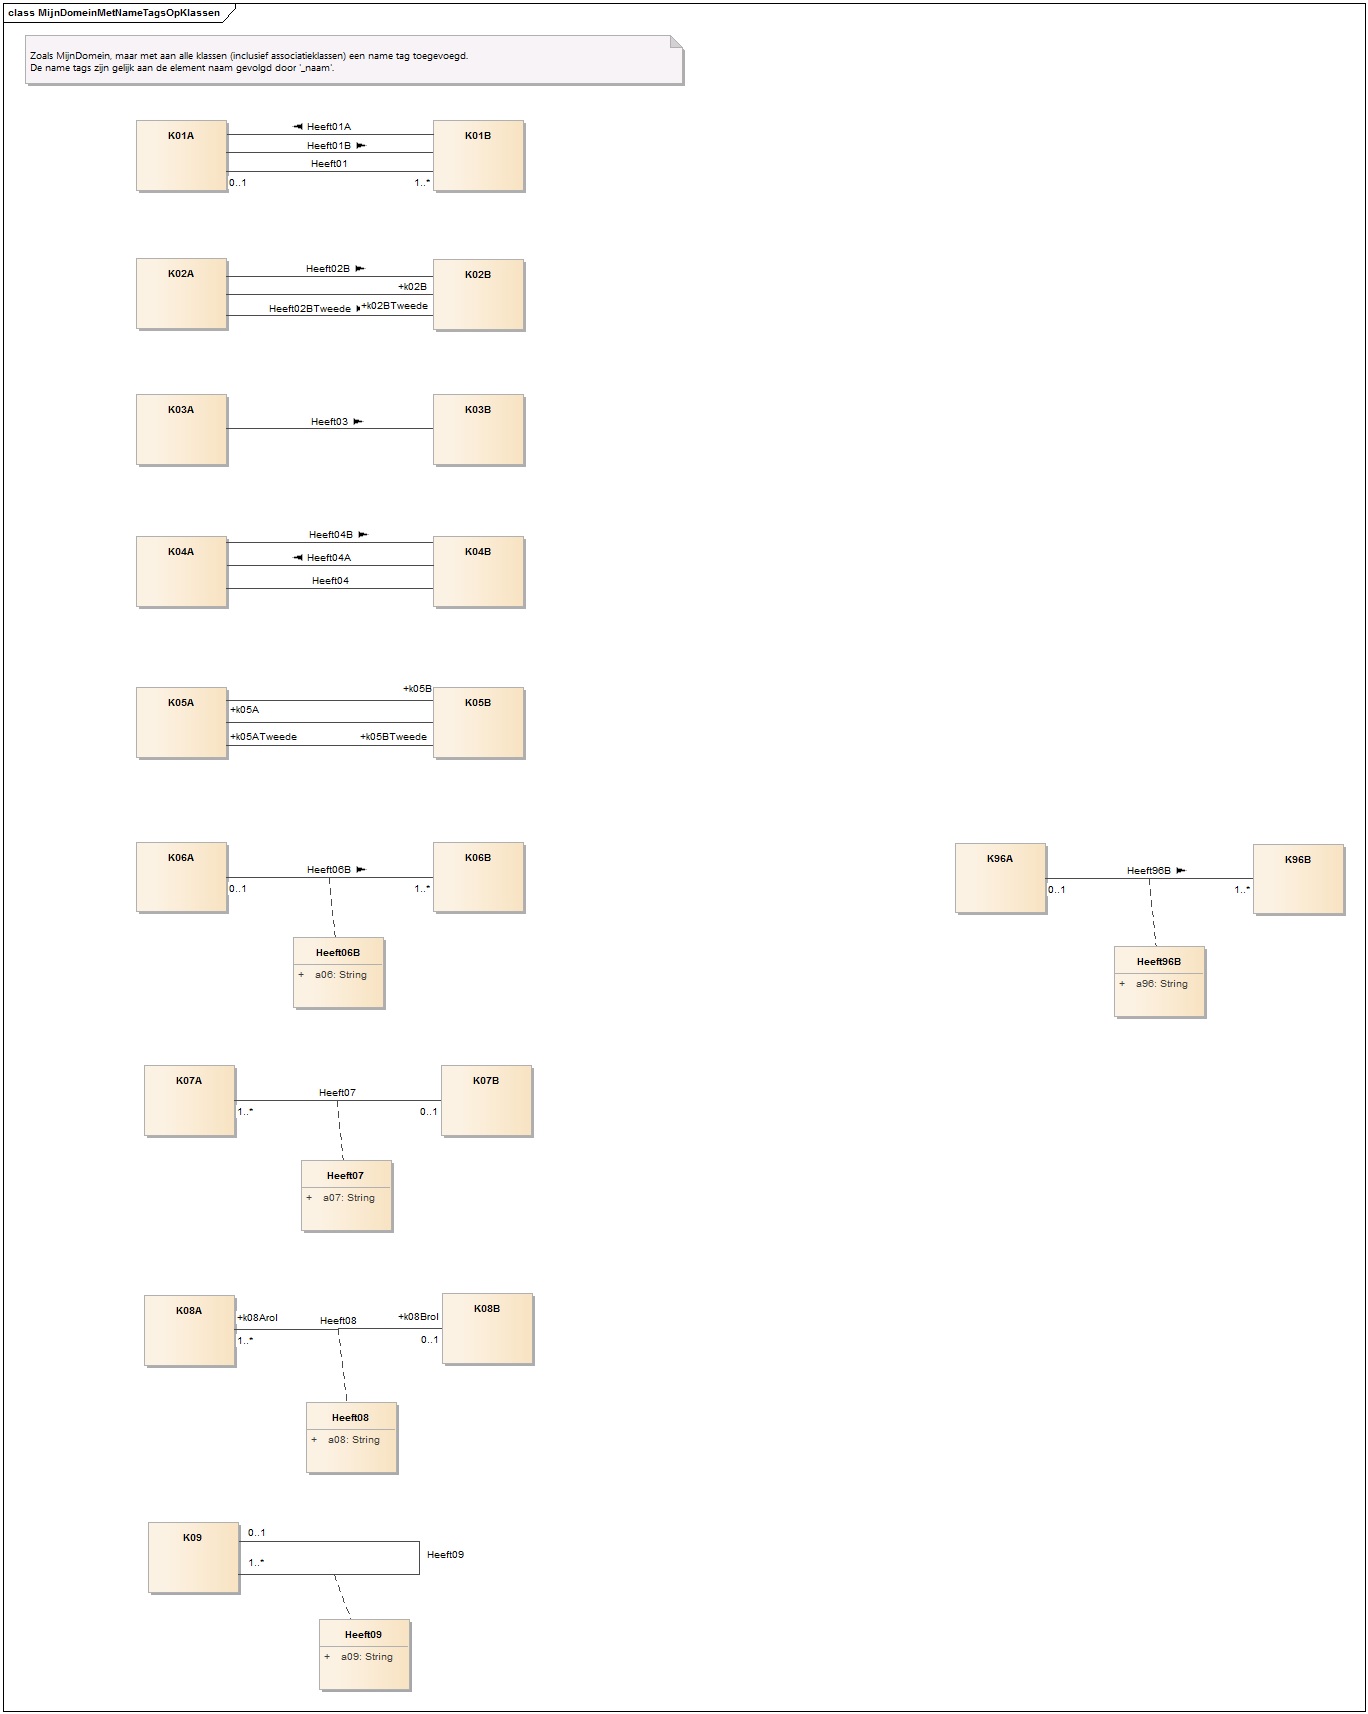 class MijnDomeinMetNameTagsOpKlassen
Zoals MijnDomein, maar met aan alle klassen (inclusief associatieklassen) een name tag toegevoegd.
De name tags zijn gelijk aan de element naam gevolgd door '_naam'.
K01A
Heeft01A
K01B
Heeft01B
Heeft01
0..1
1..*
K02A
Heeft02B
K02B
+k02B
Heeft02BTweede
+k02BTweede
K03A
Heeft03
K03B
K04A
Heeft04B
K04B
Heeft04A
Heeft04
K05A
+k05B
K05B
+k05A
+k05ATweede
+k05BTweede
K06A
Heeft06B
K06B
0..1
1..*
Heeft06B
+ a06: String
K96A
Heeft96B
K96B
0..1
1..*
Heeft96B
+ a96: String
K07A
Heeft07
K07B
1..*
0..1
Heeft07
+ a07: String
K08A
+k08Arol
Heeft08
+k08Brol
K08B
1..*
0..1
Heeft08
+ a08: String
K09
0..1
1..*
Heeft09
Heeft09
+ a09: String